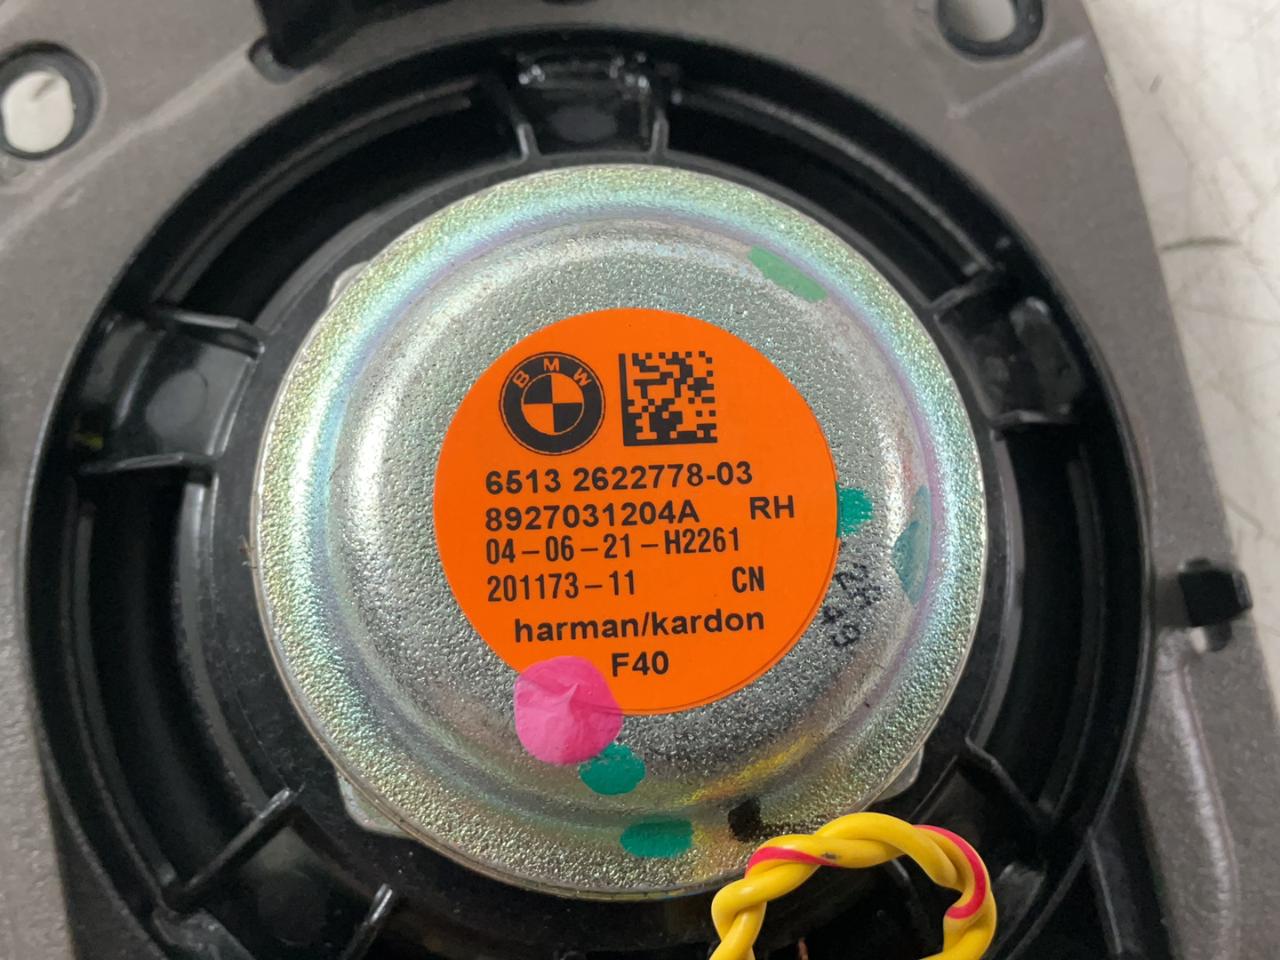 BMW
6513 2622778-03
8927031204A RH
04-06-21-H2261
201173-11 CN
harman/kardon
F40